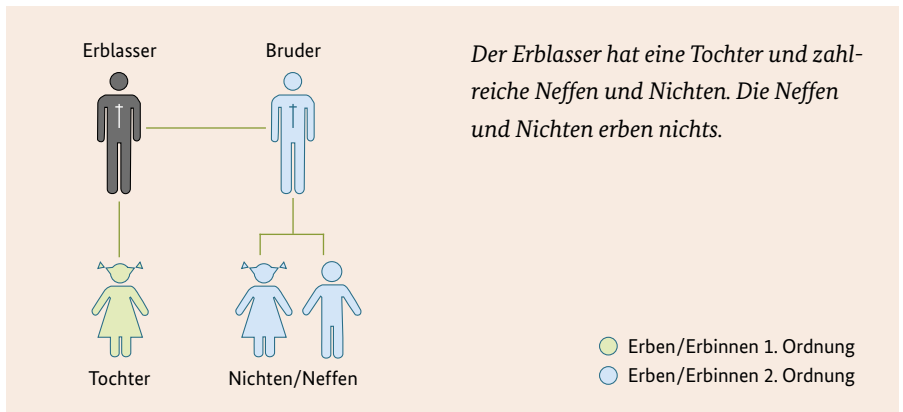 Erblasser
Bruder
Der Erblasser hat eine Tochter und zahl-
reiche Neffen und Nichten. Die Neffen
und Nichten erben nichts.
Tochter
Nichten/Neffen
Erben/Erbinnen 1. Ordnung
Erben/Erbinnen 2. Ordnung